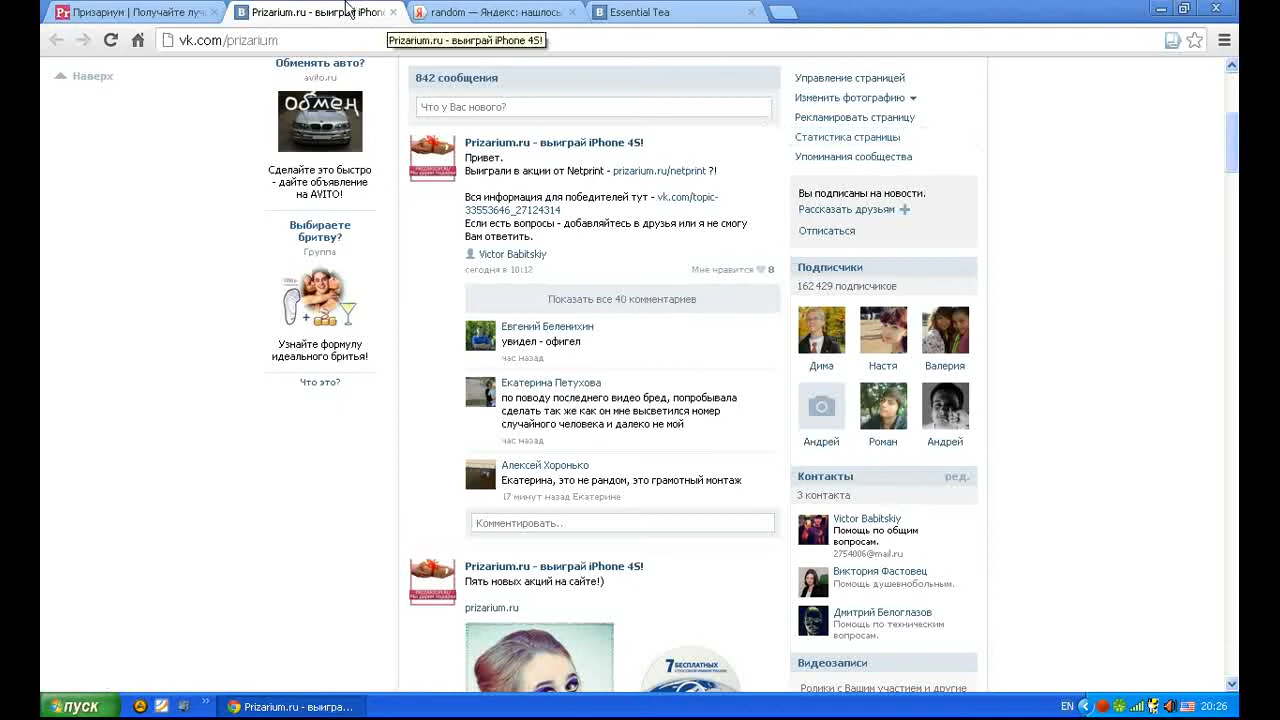 Призариум | Получайте луч
Prizarium.ru - выиграй iPhon
random — Яндекс: нашлось
Essential Tea
vk.com/prizarium
Prizarium.ru - выиграй iPhone 4S!
Наверх
Обменять авто?
avito.ru
обмен
Сделайте это быстро
- дайте объявление
на AVITO!
Выбираете
бритву?
Группа
Узнайте формулу
идеального бритья!
Что это?
842 сообщения
Что у Вас нового?
Prizarium.ru - выиграй iPhone 4S!
Привет.
Выиграли в акции от Netprint - prizarium.ru/netprint ?!
Вся информация для победителей тут - vk.com/topic-
33553646_27124314
Если есть вопросы - добавляйтесь в друзья или я не смогу
Вам ответить.
Victor Babitskiy
сегодня в 10:12
Мне нравится 8
Показать все 40 комментариев
Евгений Беленихин
увидел - офигел
час назад
Екатерина Петухова
по поводу последнего видео бред, попробывала
сделать так же как он мне высветился номер
случайного человека и далеко не мой
час назад
Алексей Хоронько
Екатерина, это не рандом, это грамотный монтаж
17 минут назад Екатерине
Комментировать..
Prizarium.ru - выиграй iPhone 4S!
Пять новых акций на сайте!)
prizarium.ru
7 БЕСПЛАТНЫХ
Управление страницей
Изменить фотографию
Рекламировать страницу
Статистика страницы
Упоминания сообщества
Вы подписаны на новости.
Рассказать друзьям
Отписаться
Подписчики
162 429 подписчиков
Дима
Настя
Валерия
Андрей
Роман
Андрей
Контакты
ред.
3 контакта
Victor Babitskiy
Помощь по общим
вопросам.
2754006@mail.ru
Виктория Фастовец
Помощь душевнобольным.
Дмитрий Белоглазов
Помощь по техническим
вопросам.
Видеозаписи
Ролики с Вашим участием и другие
пуск
Prizarium.ru - выигра...
EN
20:26